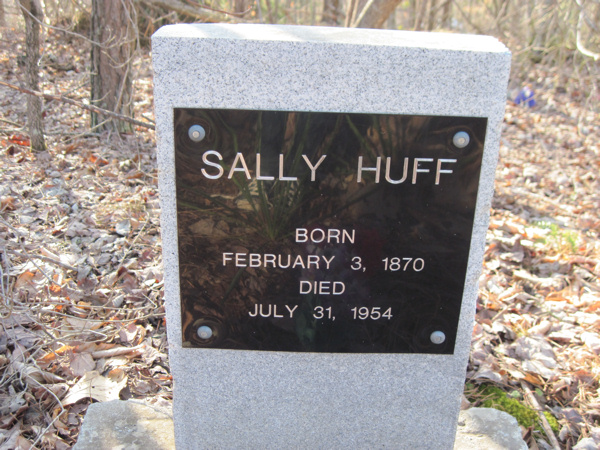 SALLY HUFF
BORN
FEBRUARY 3, 1870
DIED
JULY 31, 1954